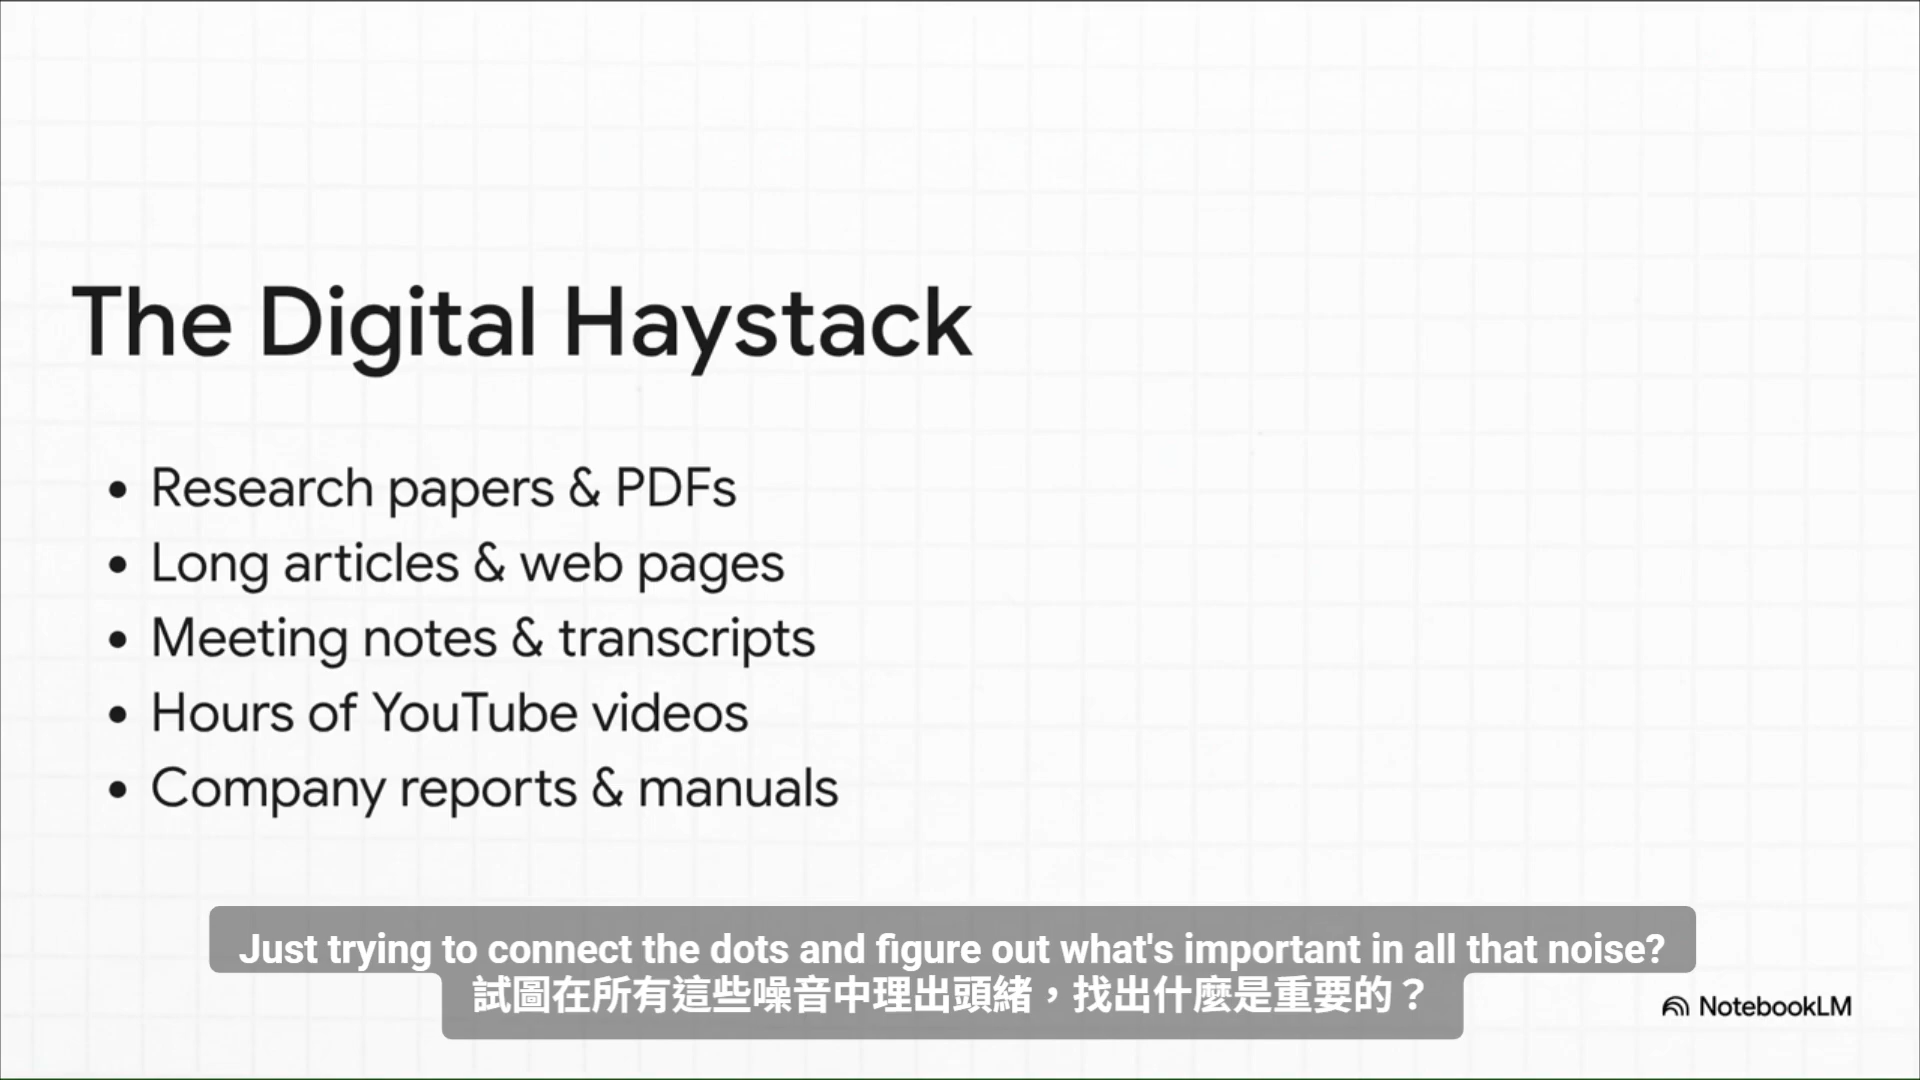 The Digital Haystack
• Research papers & PDFs
• Long articles & web pages
• Meeting notes & transcripts
• Hours of YouTube videos
• Company reports & manuals
Just trying to connect the dots and figure out what's important in all that noise?
試圖在所有這些噪音中理出頭緒，找出什麼是重要的？
NotebookLM